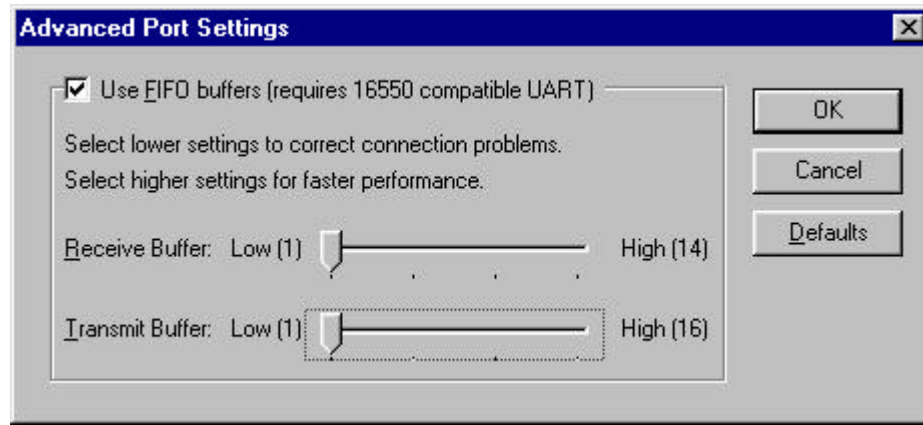 Advanced Port Settings
Use FIFO buffers (requires 16550 compatible UART)
Select lower settings to correct connection problems.
Select higher settings for faster performance.
Receive Buffer: Low (1) High (14)
Transmit Buffer: Low (1) High (16)
OK
Cancel
Defaults